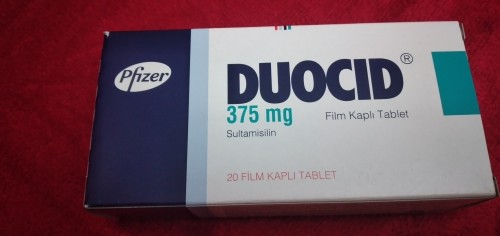 Pfizer
DUOCID®
375 mg
Film Kaplı Tablet
Sultamisilin
20 FİLM KAPLI TABLET